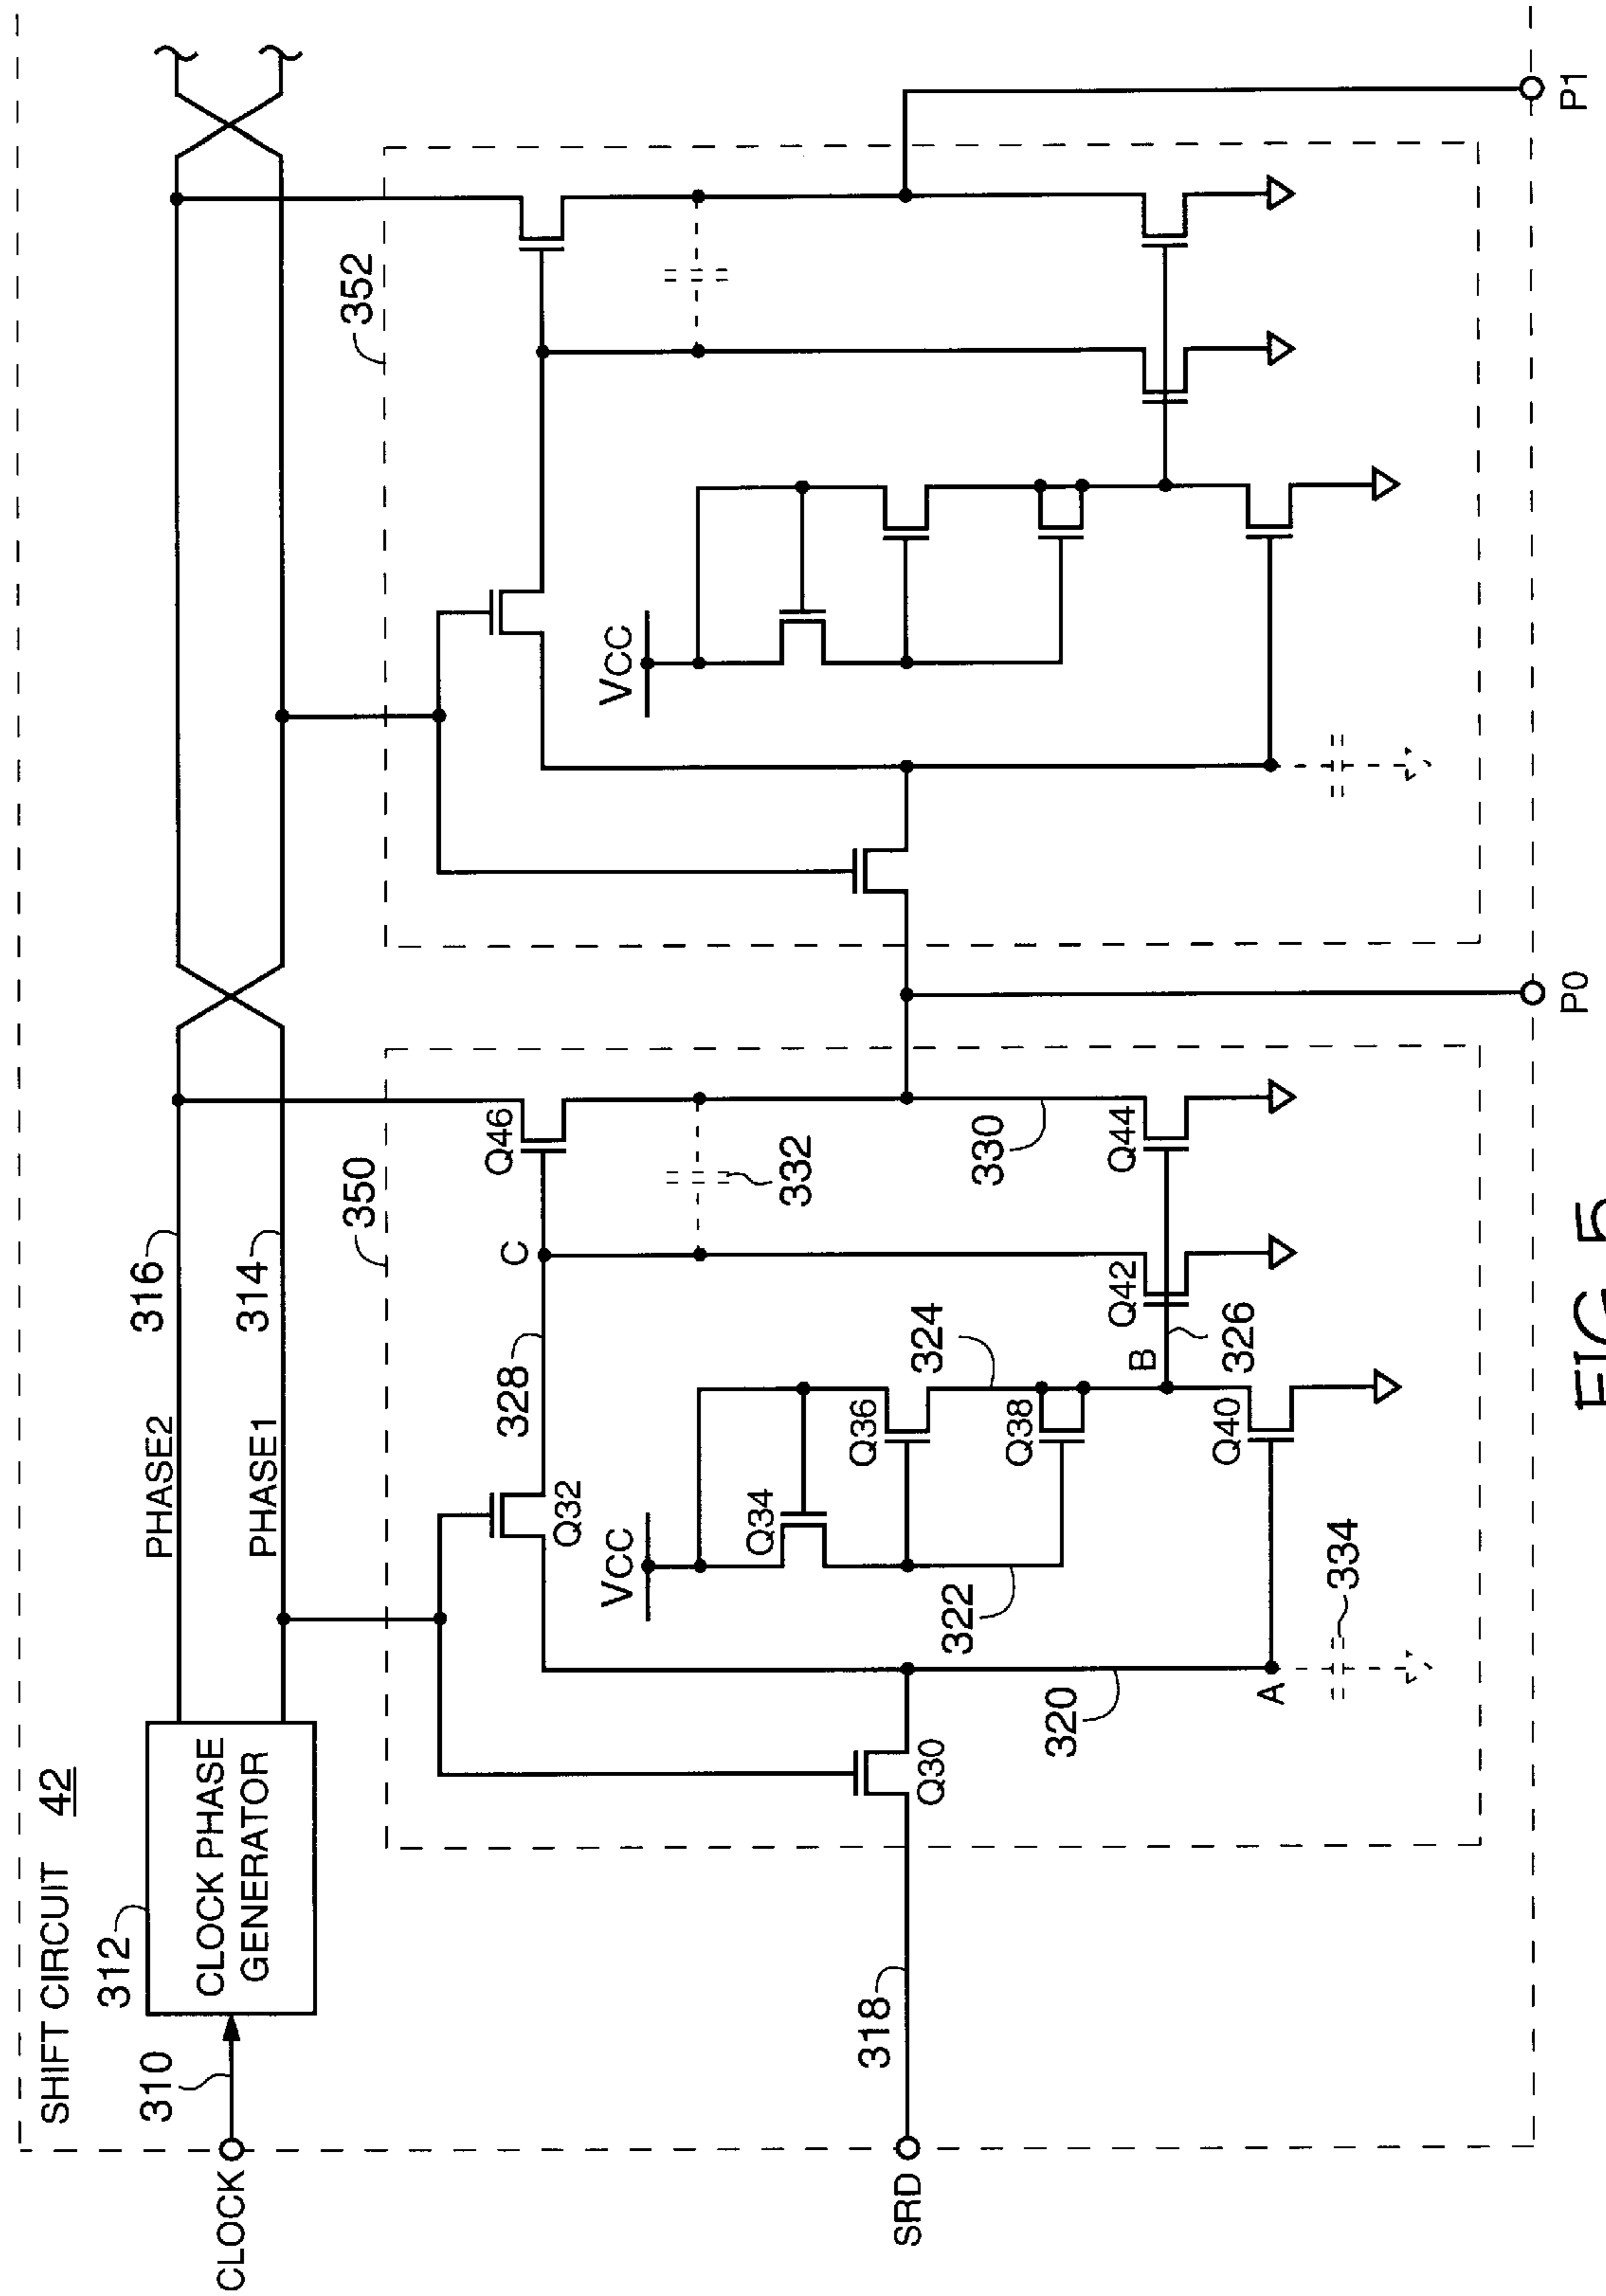 SHIFT CIRCUIT 42
CLOCK
310
312
CLOCK PHASE
GENERATOR
PHASE2
316
PHASE1
314
350
352
SRD
318
Q30
Q32
328
C
Q46
VCC
Q34
Q36
324
322
Q38
332
330
320
A
334
Q40
B
326
Q42
Q44
VCC
P0
P1
FIG. 5